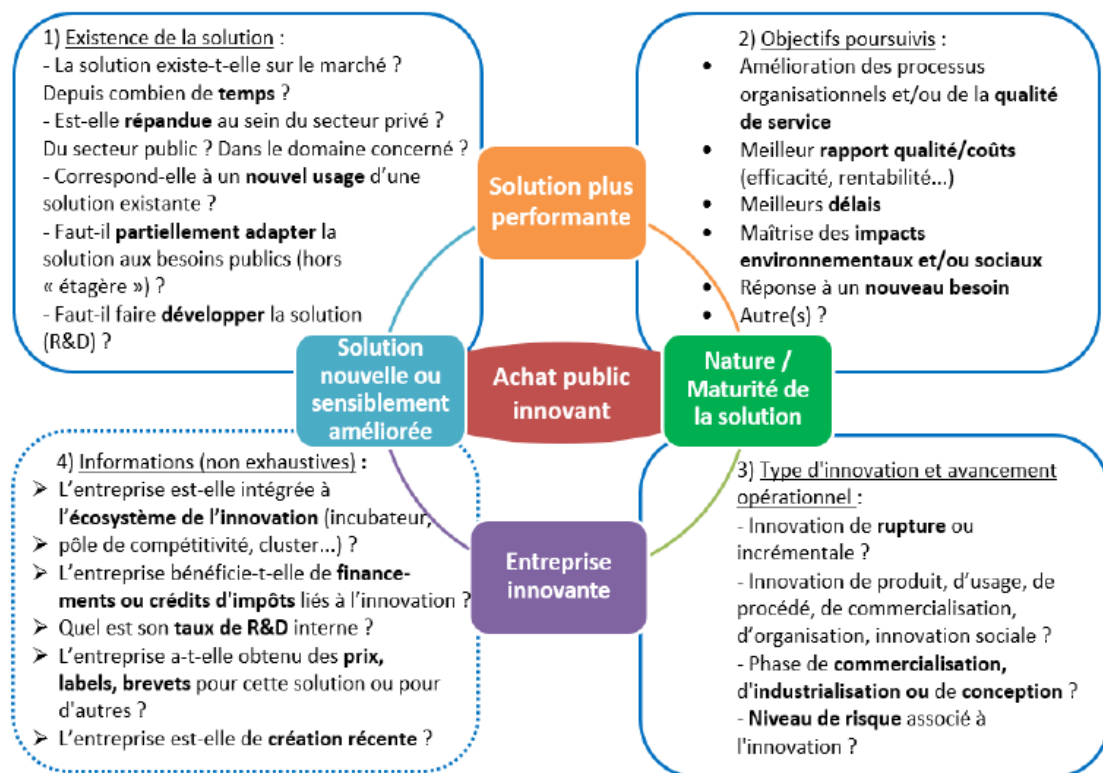 1) Existence de la solution :
- La solution existe-t-elle sur le marché ?
Depuis combien de temps ?
- Est-elle répandue au sein du secteur privé ?
Du secteur public ? Dans le domaine concerné ?
- Correspond-elle à un nouvel usage d'une
solution existante ?
- Faut-il partiellement adapter la
solution aux besoins publics (hors
« étagère ») ?
- Faut-il faire développer la solution
(R&D) ?
2) Objectifs poursuivis :
• Amélioration des processus
organisationnels et/ou de la qualité
de service
• Meilleur rapport qualité/coûts
(efficacité, rentabilité...)
• Meilleurs délais
• Maîtrise des impacts
environnementaux et/ou sociaux
• Réponse à un nouveau besoin
• Autre(s) ?
Solution plus
performante
Solution
nouvelle ou
sensiblement
améliorée
Achat public
innovant
Nature /
Maturité de
la solution
Entreprise
innovante
4) Informations (non exhaustives) :
➢ L'entreprise est-elle intégrée à
l'écosystème de l'innovation (incubateur,
➢ pôle de compétitivité, cluster...) ?
➢ L'entreprise bénéficie-t-elle de finance-
ments ou crédits d'impôts liés à l'innovation ?
➢ Quel est son taux de R&D interne ?
➢ L'entreprise a-t-elle obtenu des prix,
labels, brevets pour cette solution ou pour
d'autres ?
➢ L'entreprise est-elle de création récente ?
3) Type d'innovation et avancement
opérationnel :
- Innovation de rupture ou
incrémentale ?
- Innovation de produit, d'usage, de
procédé, de commercialisation,
d'organisation, innovation sociale ?
- Phase de commercialisation,
d'industrialisation ou de conception ?
- Niveau de risque associé à
l'innovation ?